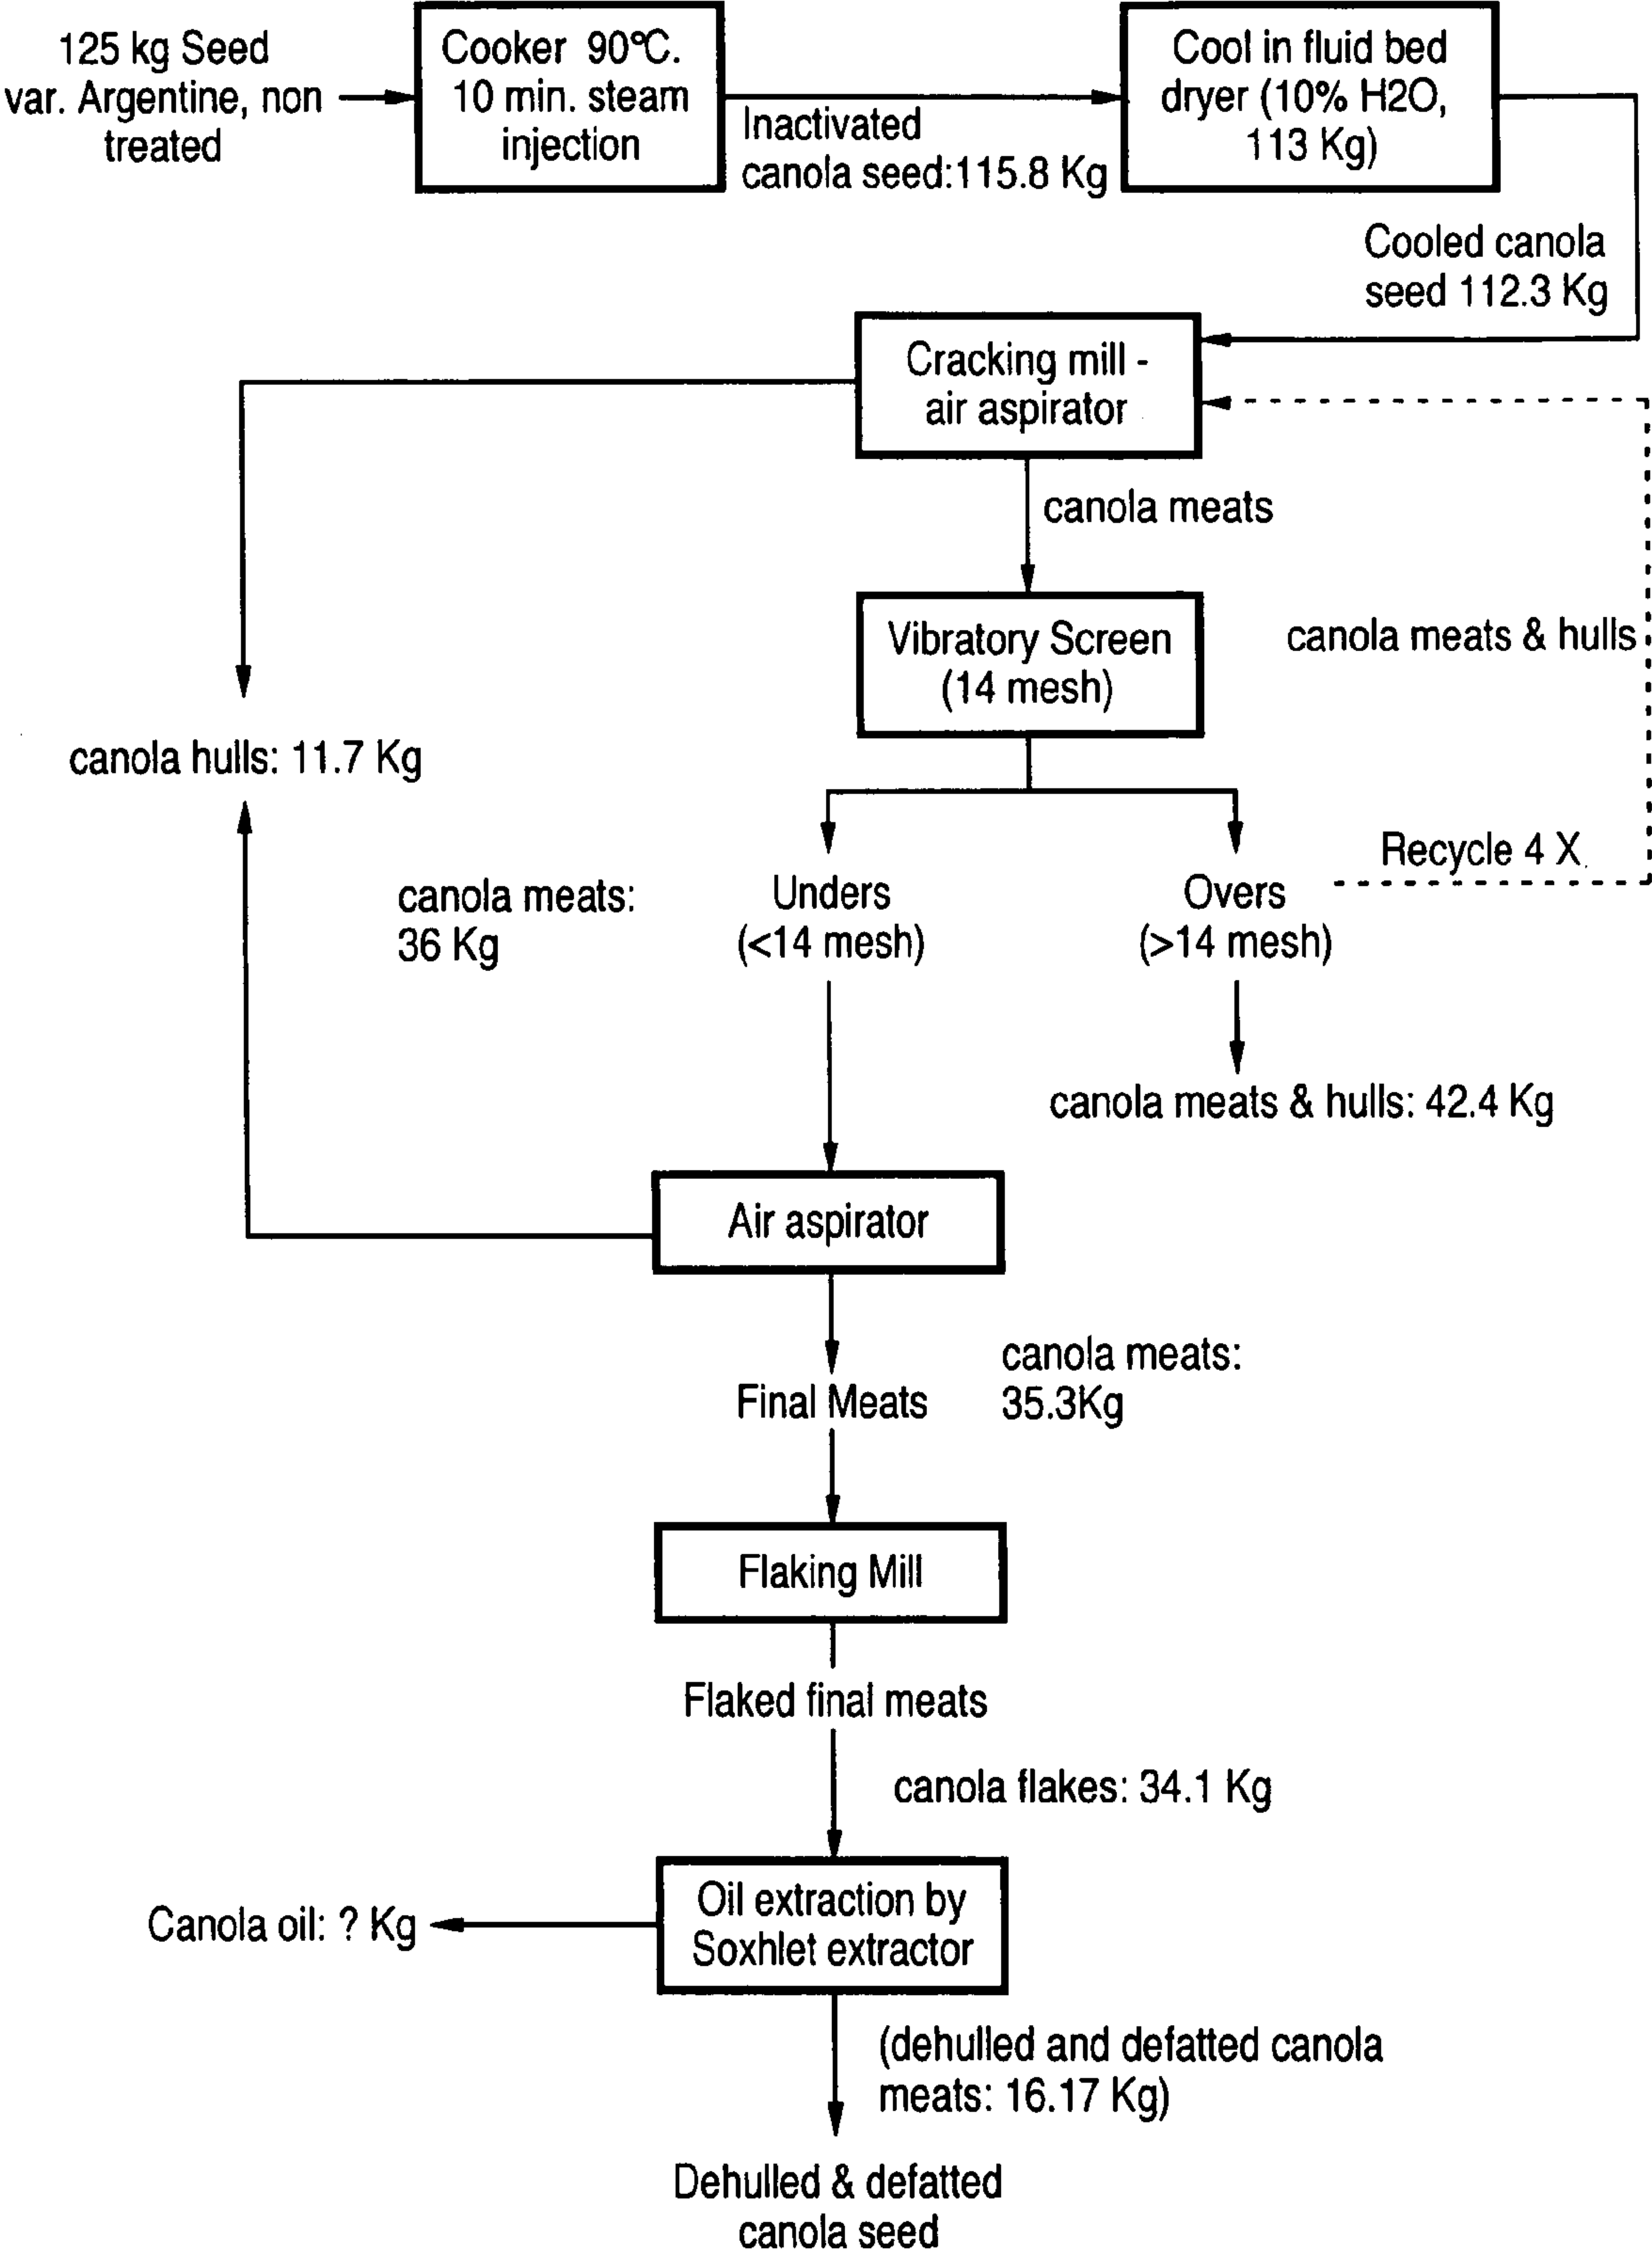 125 kg Seed
var. Argentine, non
treated
Cooker 90°C.
10 min. steam
injection
Inactivated
canola seed:115.8 Kg
Cool in fluid bed
dryer (10% H2O,
113 Kg)
Cooled canola
seed 112.3 Kg
Cracking mill -
air aspirator
canola meats
Vibratory Screen
(14 mesh)
canola meats & hulls
canola hulls: 11.7 Kg
Recycle 4 X
canola meats:
36 Kg
Unders
(<14 mesh)
Overs
(>14 mesh)
canola meats & hulls: 42.4 Kg
Air aspirator
Final Meats
canola meats:
35.3Kg
Flaking Mill
Flaked final meats
canola flakes: 34.1 Kg
Oil extraction by
Soxhlet extractor
Canola oil: ? Kg
(dehulled and defatted canola
meats: 16.17 Kg)
Dehulled & defatted
canola seed